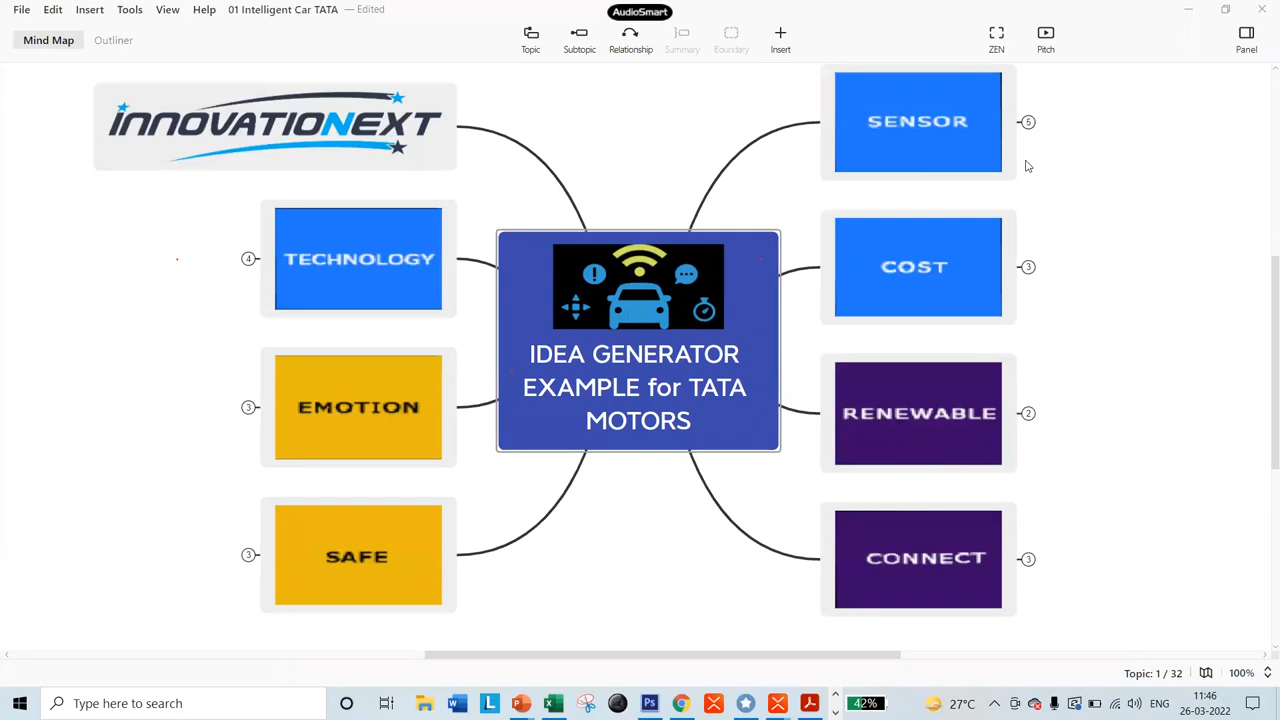 File Edit Insert Tools View Help 01 Intelligent Car TATA — Edited
AudioSmart
Mind Map Outliner
Topic Subtopic Relationship Summary Boundary Insert ZEN Pitch Panel
INNOVATIONEXT
SENSOR
5
TECHNOLOGY
4
COST
3
IDEA GENERATOR
EXAMPLE for TATA
MOTORS
EMOTION
3
RENEWABLE
2
SAFE
3
CONNECT
3
Topic: 1 / 32 100%
Type here to search
42%
27°C
ENG
11:46
26-03-2022